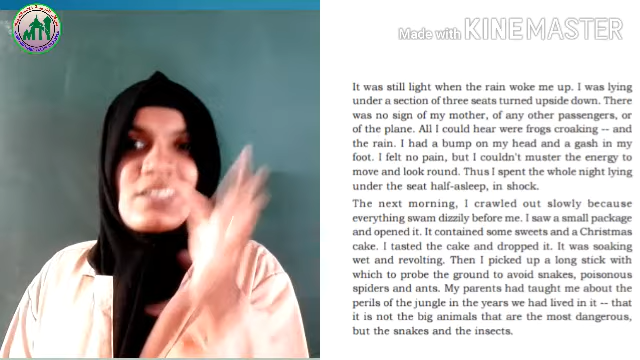 Made with KINEMASTER
It was still light when the rain woke me up. I was lying
under a section of three seats turned upside down. There
was no sign of my mother, of any other passengers, or
of the plane. All I could hear were frogs croaking -- and
the rain. I had a bump on my head and a gash in my
foot. I felt no pain, but I couldn't muster the energy to
move and look round. Thus I spent the whole night lying
under the seat half-asleep, in shock.
The next morning, I crawled out slowly because
everything swam dizzily before me. I saw a small package
and opened it. It contained some sweets and a Christmas
cake. I tasted the cake and dropped it. It was soaking
wet and revolting. Then I picked up a long stick with
which to probe the ground to avoid snakes, poisonous
spiders and ants. My parents had taught me about the
perils of the jungle in the years we had lived in it -- that
it is not the big animals that are the most dangerous,
but the snakes and the insects.